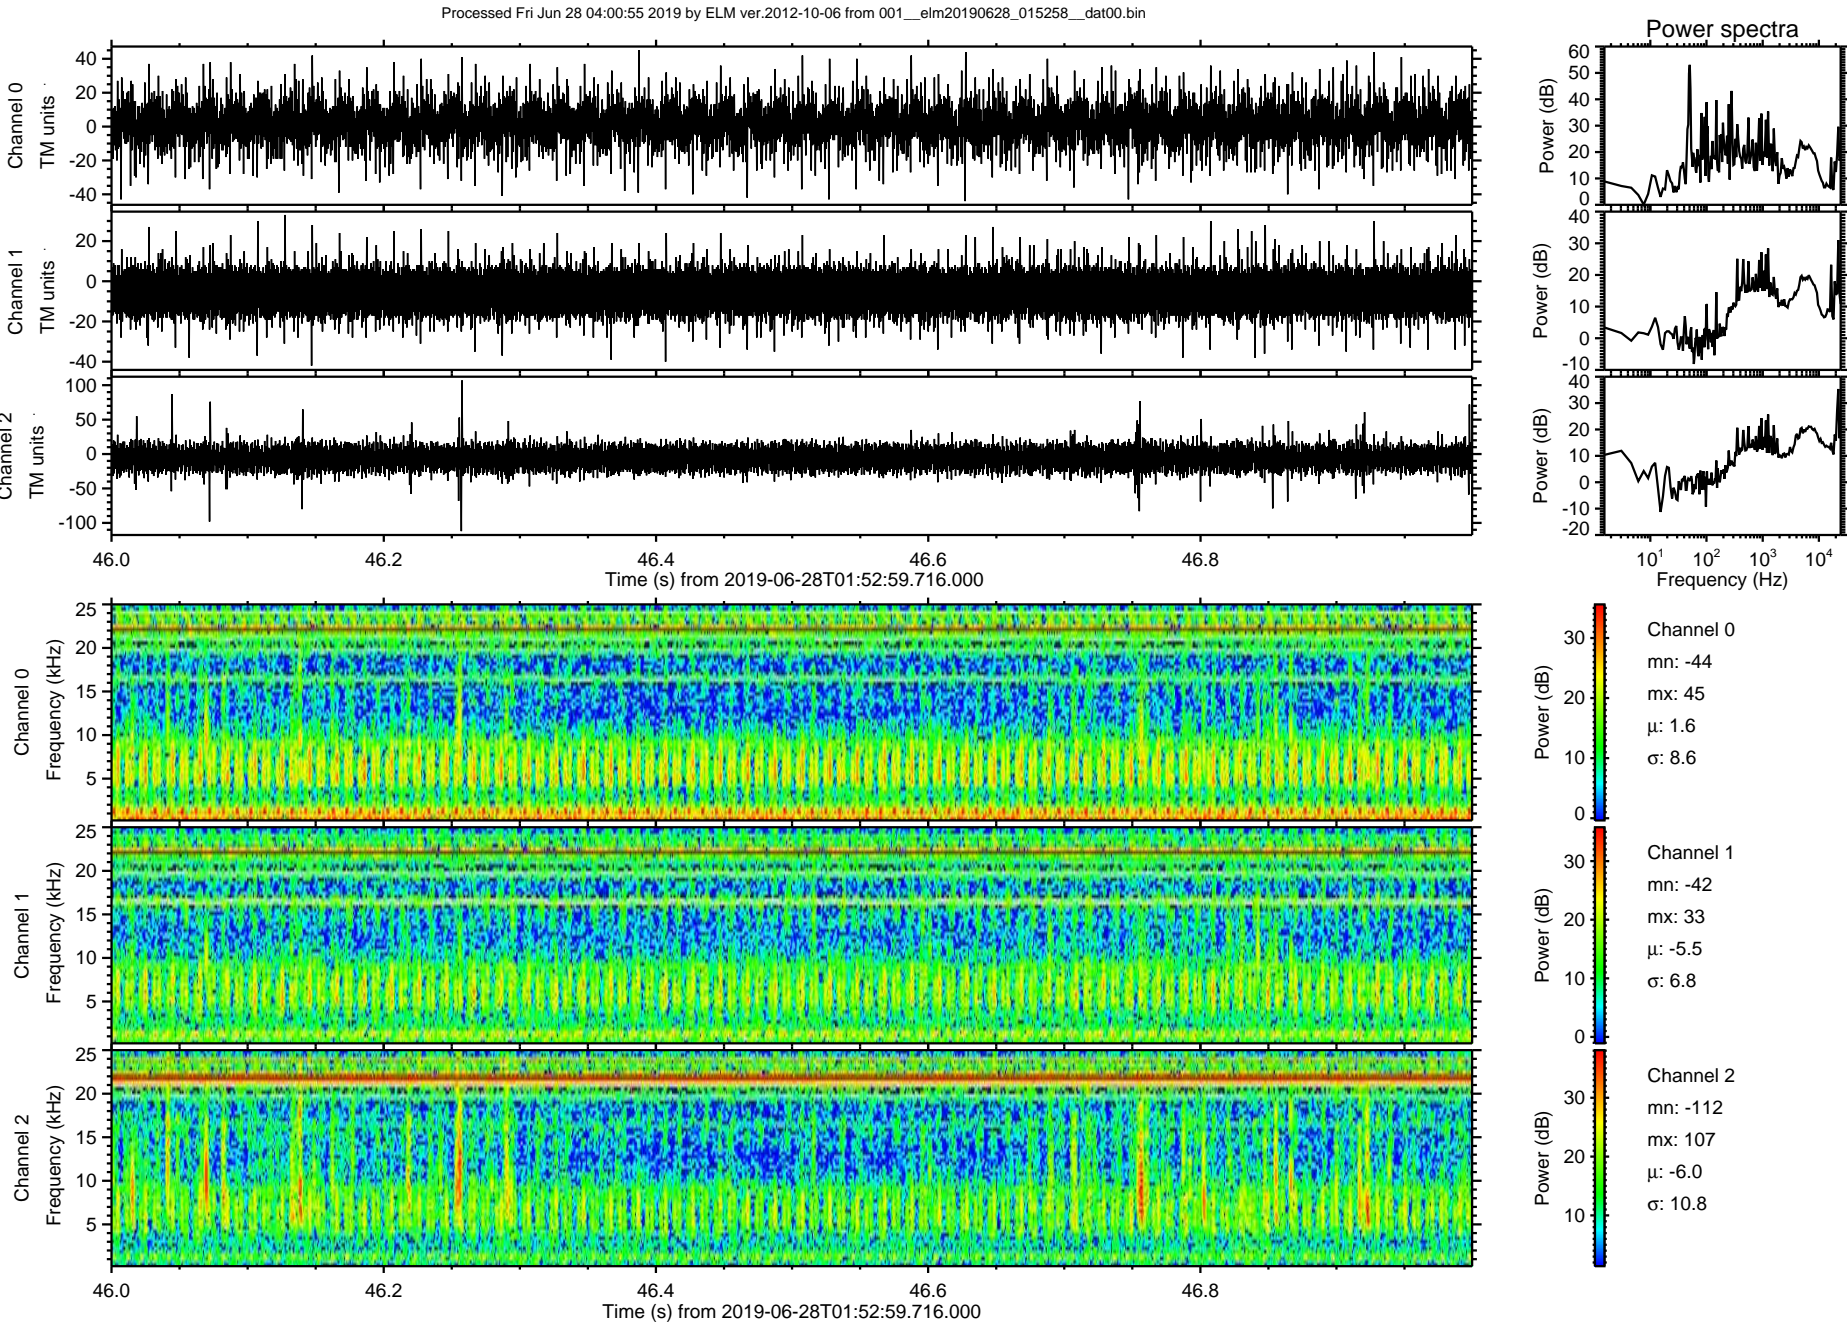 Processed Fri Jun 28 04:00:55 2019 by ELM ver.2012-10-06 from 001__elm20190628_015258__dat00.bin
Power spectra
Channel 0
TM units
40
20
0
-20
-40
Power (dB)
60
50
40
30
20
10
0
Channel 1
TM units
20
0
-20
-40
Power (dB)
40
30
20
10
0
-10
Channel 2
TM units
100
50
0
-50
-100
Power (dB)
40
30
20
10
0
-10
-20
46.0 46.2 46.4 46.6 46.8
Time (s) from 2019-06-28T01:52:59.716.000
10^1 10^2 10^3 10^4
Frequency (Hz)
Channel 0
Frequency (kHz)
25
20
15
10
5
Power (dB)
30
20
10
0
Channel 0
mn: -44
mx: 45
μ: 1.6
σ: 8.6
Channel 1
Frequency (kHz)
25
20
15
10
5
Power (dB)
30
20
10
0
Channel 1
mn: -42
mx: 33
μ: -5.5
σ: 6.8
Channel 2
Frequency (kHz)
25
20
15
10
5
Power (dB)
30
20
10
Channel 2
mn: -112
mx: 107
μ: -6.0
σ: 10.8
46.0 46.2 46.4 46.6 46.8
Time (s) from 2019-06-28T01:52:59.716.000